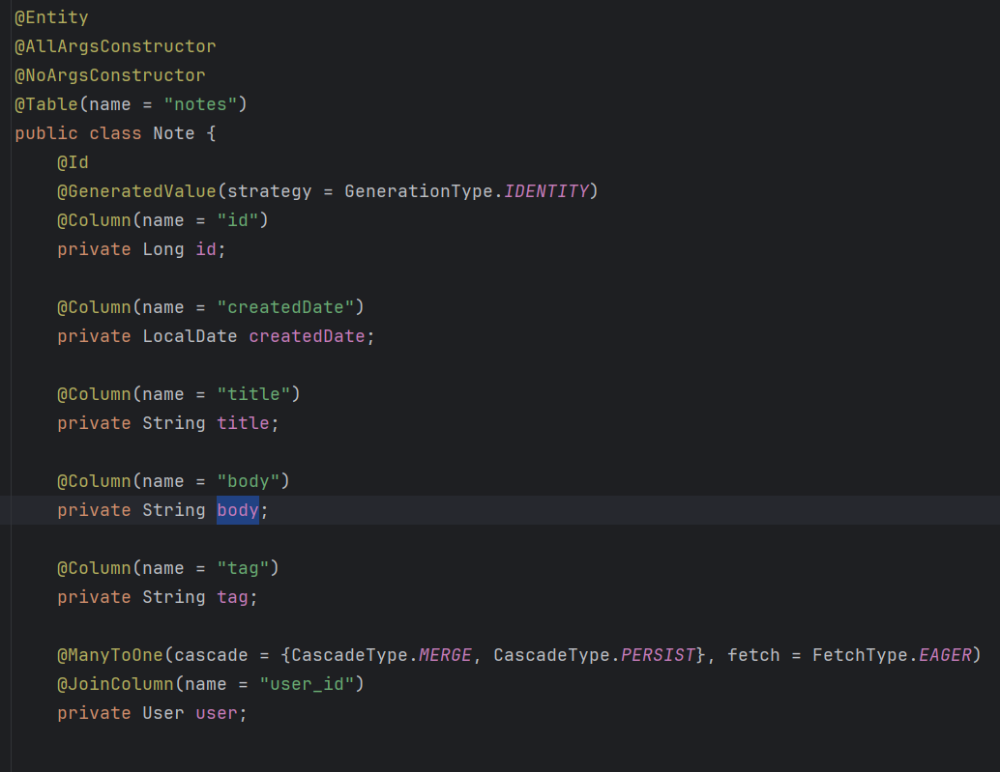 @Entity
@AllArgsConstructor
@NoArgsConstructor
@Table(name = "notes")
public class Note {
    @Id
    @GeneratedValue(strategy = GenerationType.IDENTITY)
    @Column(name = "id")
    private Long id;

    @Column(name = "createdDate")
    private LocalDate createdDate;

    @Column(name = "title")
    private String title;

    @Column(name = "body")
    private String body;

    @Column(name = "tag")
    private String tag;

    @ManyToOne(cascade = {CascadeType.MERGE, CascadeType.PERSIST}, fetch = FetchType.EAGER)
    @JoinColumn(name = "user_id")
    private User user;